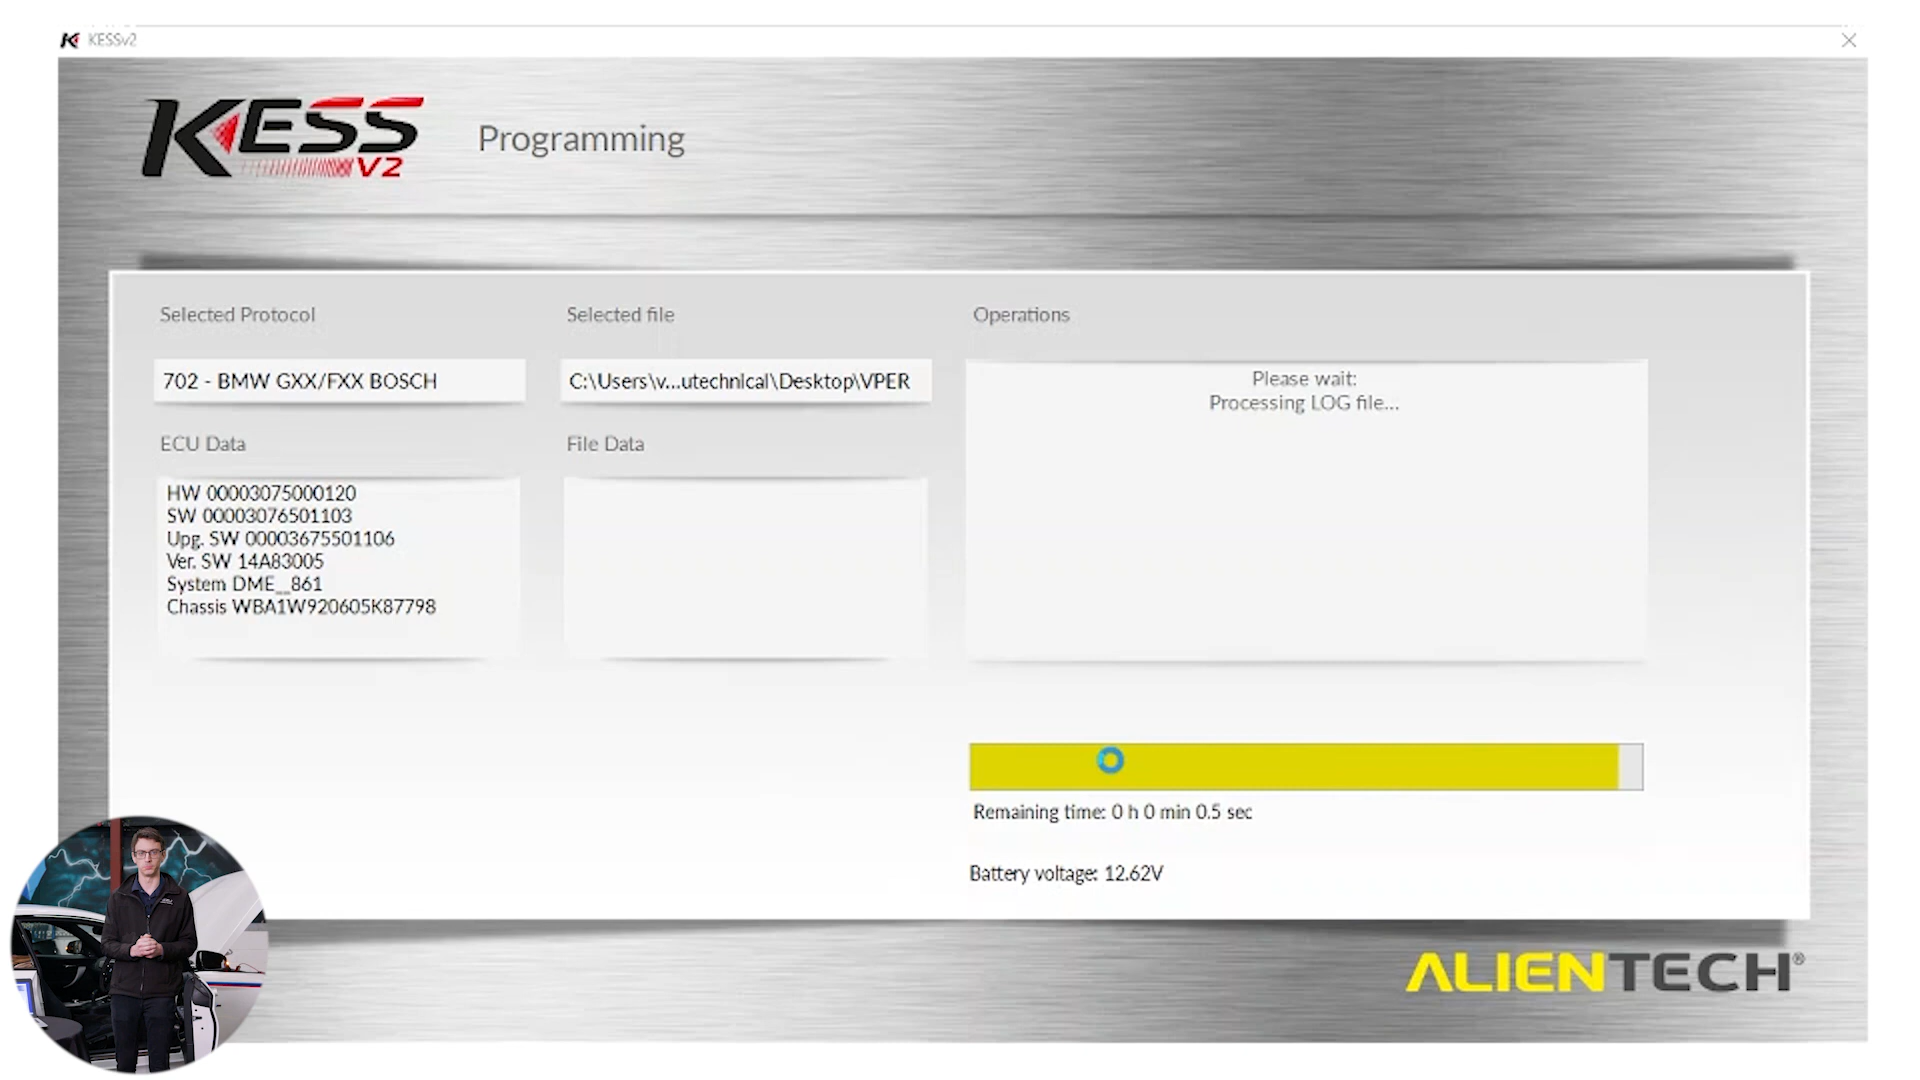 KESSv2
KESS
V2
Programming
Selected Protocol
702 - BMW GXX/FXX BOSCH
Selected file
C:\Users\v...utechnical\Desktop\VPER
Operations
Please wait:
Processing LOG file...
ECU Data
HW 00003075000120
SW 00003076501103
Upg. SW 00003675501106
Ver. SW 14A83005
System DME__861
Chassis WBA1W920605K87798
File Data
Remaining time: 0 h 0 min 0.5 sec
Battery voltage: 12.62V
ALIENTECH®